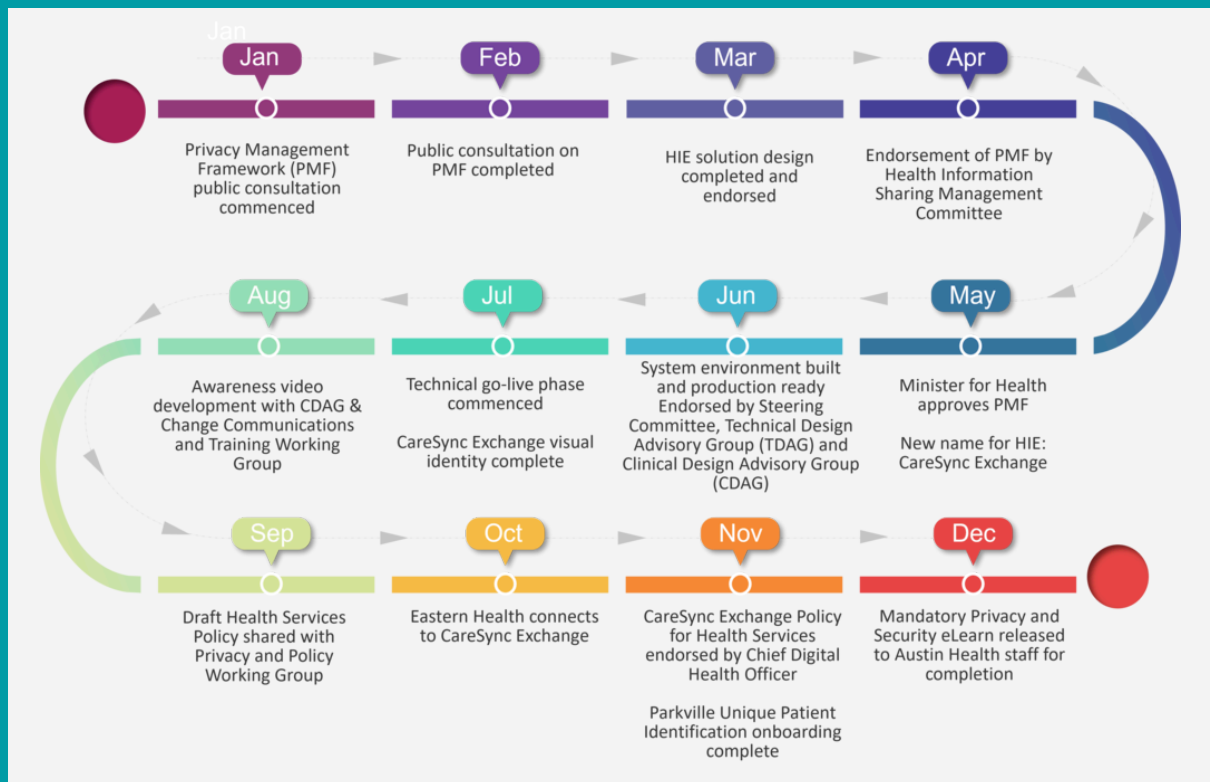 Jan
Jan
Feb
Mar
Apr
Privacy Management
Framework (PMF)
public consultation
commenced
Public consultation on
PMF completed
HIE solution design
completed and
endorsed
Endorsement of PMF by
Health Information
Sharing Management
Committee
May
Jun
Jul
Aug
Minister for Health
approves PMF
New name for HIE:
CareSync Exchange
System environment built
and production ready
Endorsed by Steering
Committee, Technical Design
Advisory Group (TDAG) and
Clinical Design Advisory Group
(CDAG)
Technical go-live phase
commenced
CareSync Exchange visual
identity complete
Awareness video
development with CDAG &
Change Communications
and Training Working
Group
Sep
Oct
Nov
Dec
Draft Health Services
Policy shared with
Privacy and Policy
Working Group
Eastern Health connects
to CareSync Exchange
CareSync Exchange Policy
for Health Services
endorsed by Chief Digital
Health Officer
Parkville Unique Patient
Identification onboarding
complete
Mandatory Privacy and
Security eLearn released
to Austin Health staff for
completion